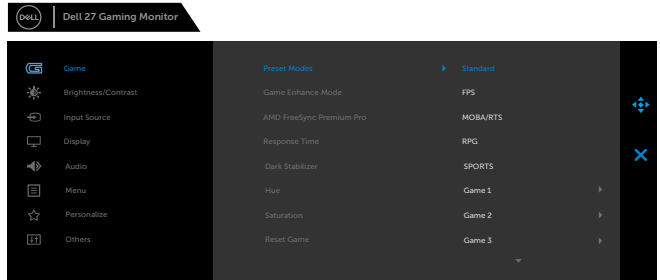 DELL
Dell 27 Gaming Monitor
Game
Preset Modes
Standard
Brightness/Contrast
Game Enhance Mode
FPS
Input Source
AMD FreeSync Premium Pro
MOBA/RTS
Display
Response Time
RPG
Audio
Dark Stabilizer
SPORTS
Menu
Hue
Game 1
Personalize
Saturation
Game 2
Others
Reset Game
Game 3